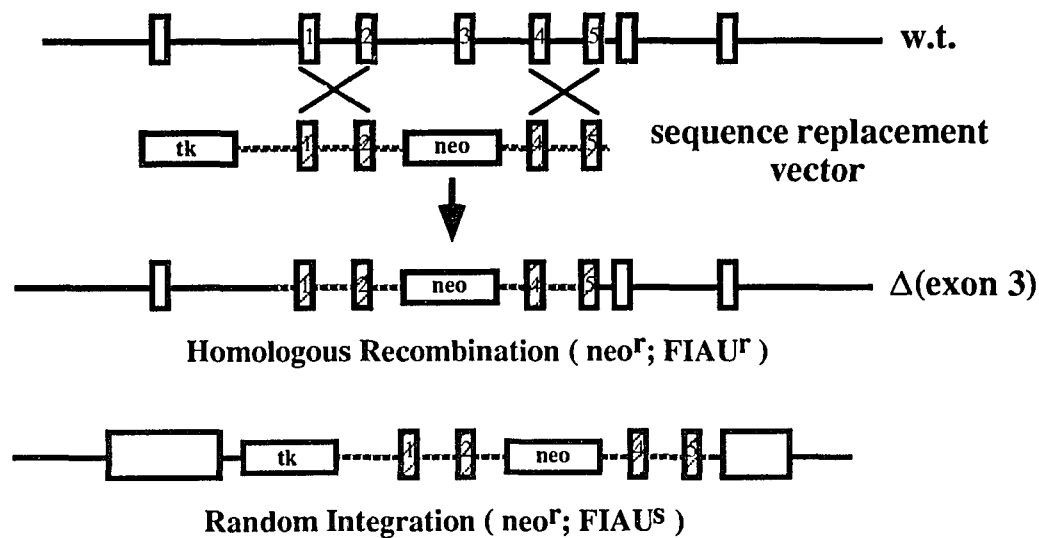 1 2 3 4 5 w.t.
tk 1 2 neo 4 5 sequence replacement
vector
1 2 neo 4 5 Δ(exon 3)
Homologous Recombination ( neoʳ; FIAUʳ )
tk 1 2 neo 4 5
Random Integration ( neoʳ; FIAUˢ )